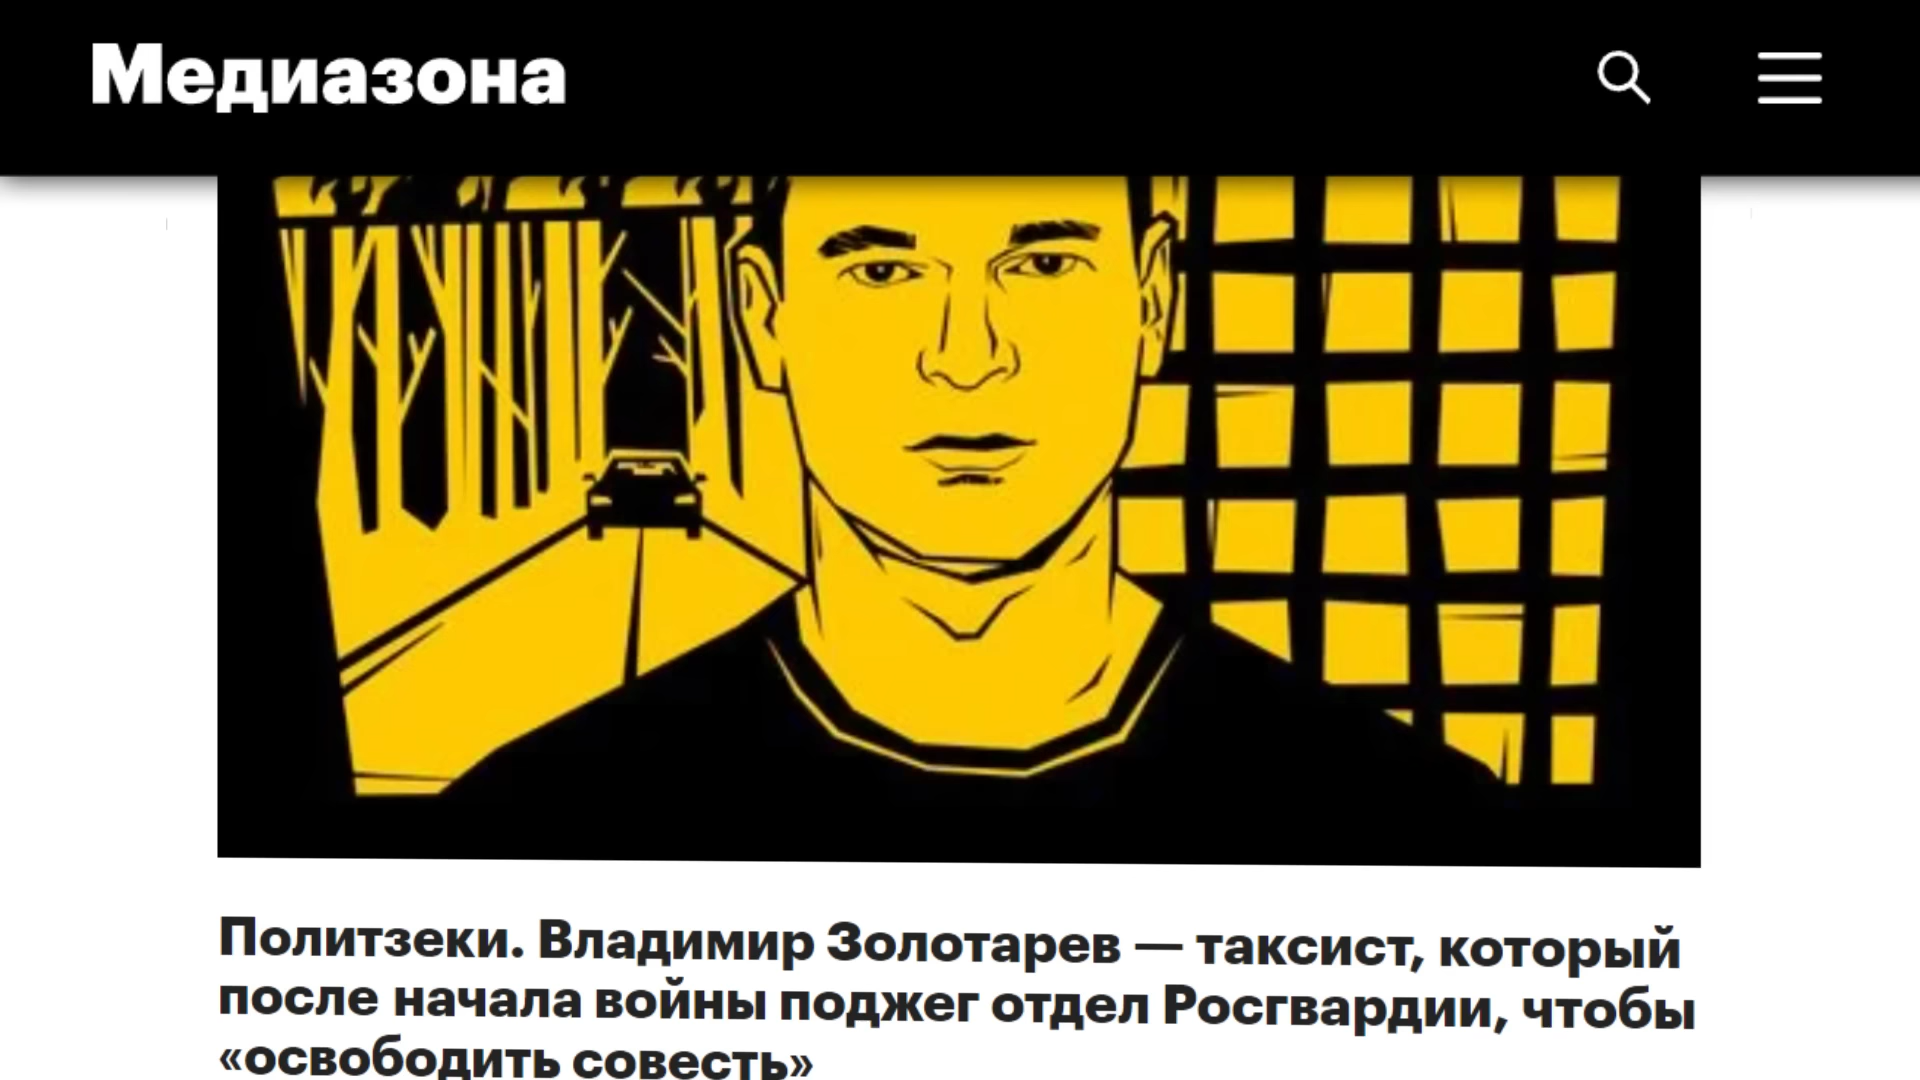 Медиазона
Политзеки. Владимир Золотарев — таксист, который
после начала войны поджег отдел Росгвардии, чтобы
«освободить совесть»